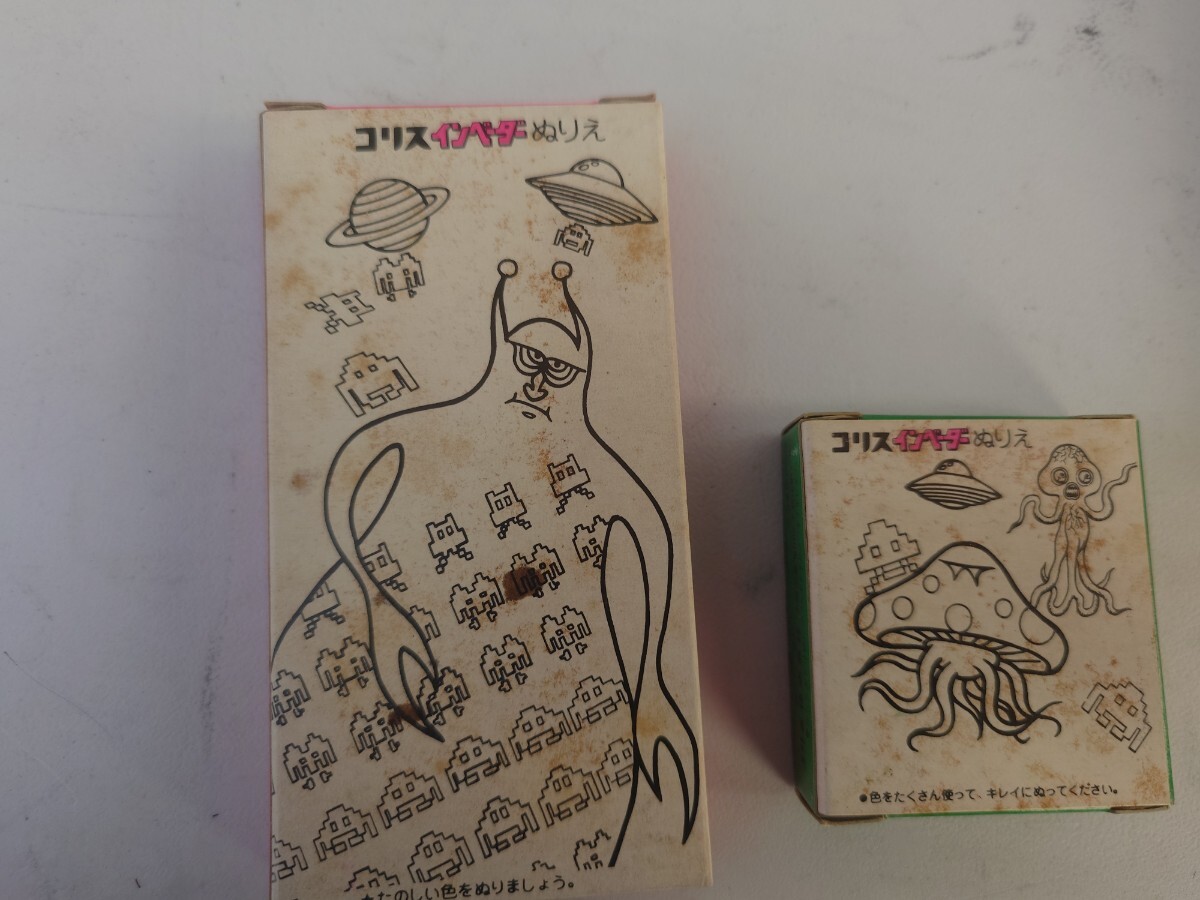 コリスインベーダーぬりえ
たのしい色をぬりましょう。
コリスインベーダーぬりえ
●色をたくさん使って、キレイにぬってください。